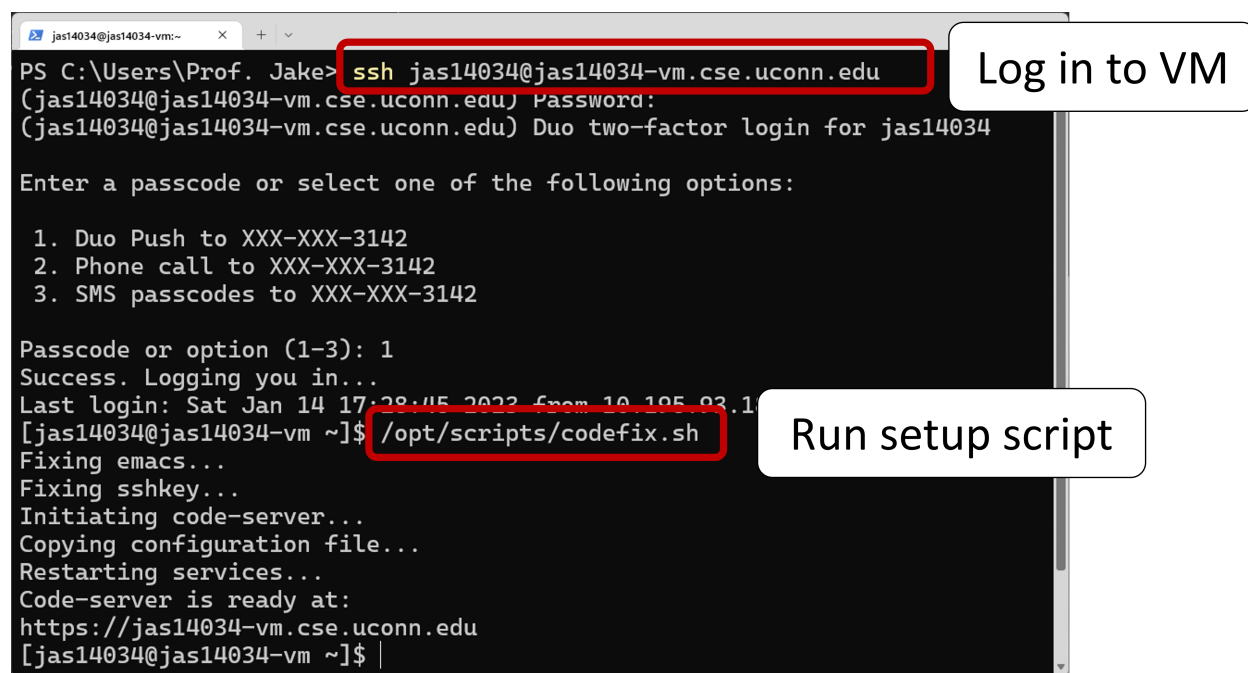 jas14034@jas14034-vm:~
PS C:\Users\Prof. Jake> ssh jas14034@jas14034-vm.cse.uconn.edu
Log in to VM
(jas14034@jas14034-vm.cse.uconn.edu) Password:
(jas14034@jas14034-vm.cse.uconn.edu) Duo two-factor login for jas14034
Enter a passcode or select one of the following options:
1. Duo Push to XXX-XXX-3142
2. Phone call to XXX-XXX-3142
3. SMS passcodes to XXX-XXX-3142
Passcode or option (1-3): 1
Success. Logging you in...
Last login: Sat Jan 14 17:28:45 2023 from
[jas14034@jas14034-vm ~]$ /opt/scripts/codefix.sh
Run setup script
Fixing emacs...
Fixing sshkey...
Initiating code-server...
Copying configuration file...
Restarting services...
Code-server is ready at:
https://jas14034-vm.cse.uconn.edu
[jas14034@jas14034-vm ~]$